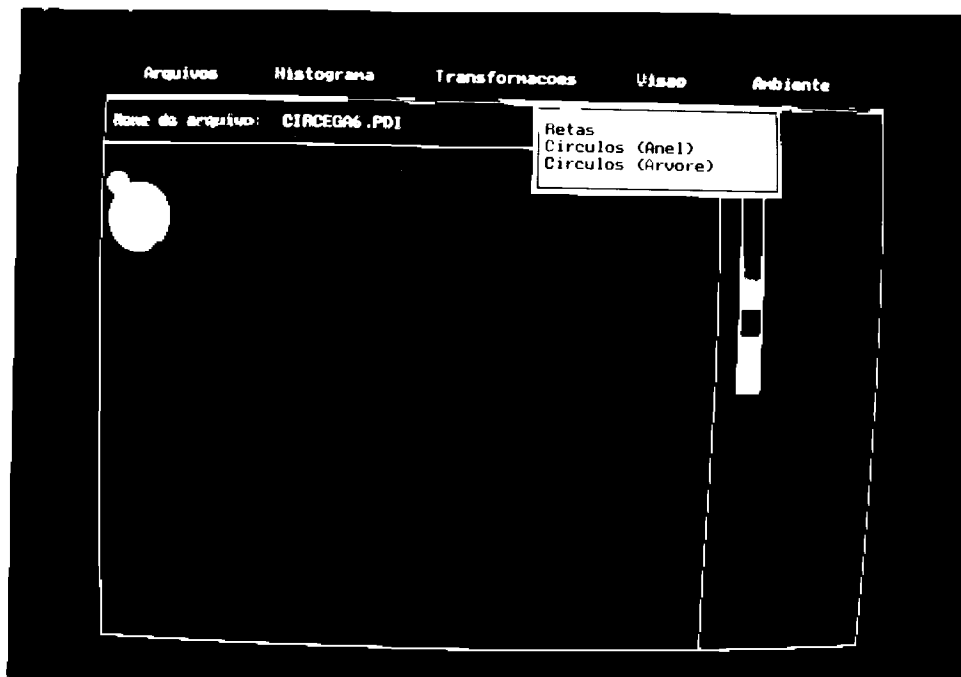 Arquivos Histograma Transformacoes Visao Ambiente
Nome do arquivo: CIRCEGA6.PDI
Retas
Circulos (Anel)
Circulos (Arvore)